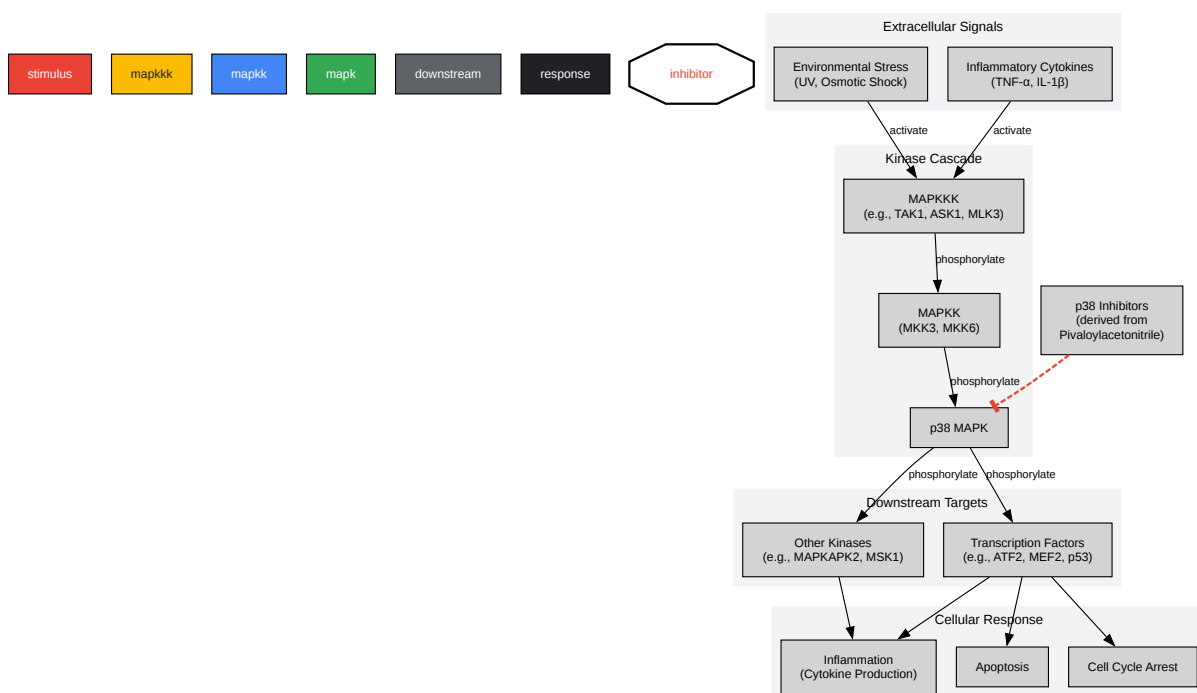 Extracellular Signals
stimulus
mapkkk
mapkk
mapk
downstream
response
inhibitor
Environmental Stress
(UV, Osmotic Shock)
Inflammatory Cytokines
(TNF-α, IL-1β)
activate
activate
Kinase Cascade
MAPKKK
(e.g., TAK1, ASK1, MLK3)
phosphorylate
MAPKK
(MKK3, MKK6)
p38 Inhibitors
(derived from
Pivaloylacetonitrile)
phosphorylate
p38 MAPK
phosphorylate
phosphorylate
Downstream Targets
Other Kinases
(e.g., MAPKAPK2, MSK1)
Transcription Factors
(e.g., ATF2, MEF2, p53)
Cellular Response
Inflammation
(Cytokine Production)
Apoptosis
Cell Cycle Arrest